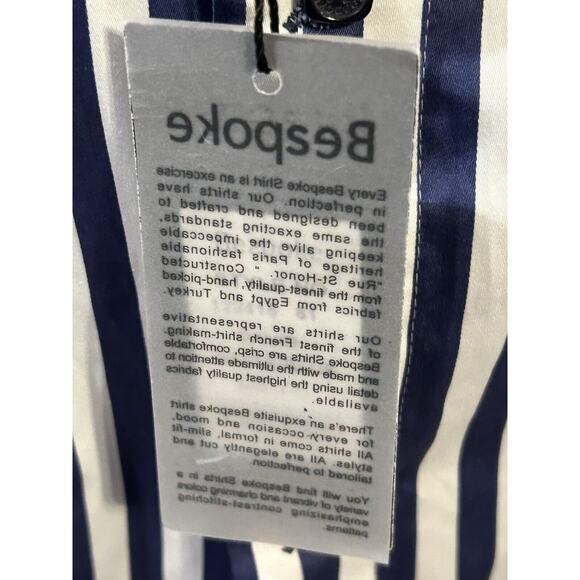 Bespoke
Every Bespoke Shirt is an excercise
in perfection. Our shirts have
been designed and crafted to
the same exacting standards,
keeping alive the impeccable
heritage of Paris fashionable
"Rue St-Honor. " Constructed
from the finest-quality, hand-picked
fabrics from Egypt and Turkey.
Our shirts are representative
of the finest French shirt-making.
Bespoke Shirts are, crisp, comfortable
and made with the ultimade attention to
detail using the highest quality fabrics
available.
There's an exquisite Bespoke shirt
for every-occasion and mood,
All shirts come in formal, slim-fit
styles. All are elegantly cut and
tailored to perfection.
You will find Bespoke Shirts in a
variety of vibrant and charming colors
emphasizing contrast-stitching
patterns.